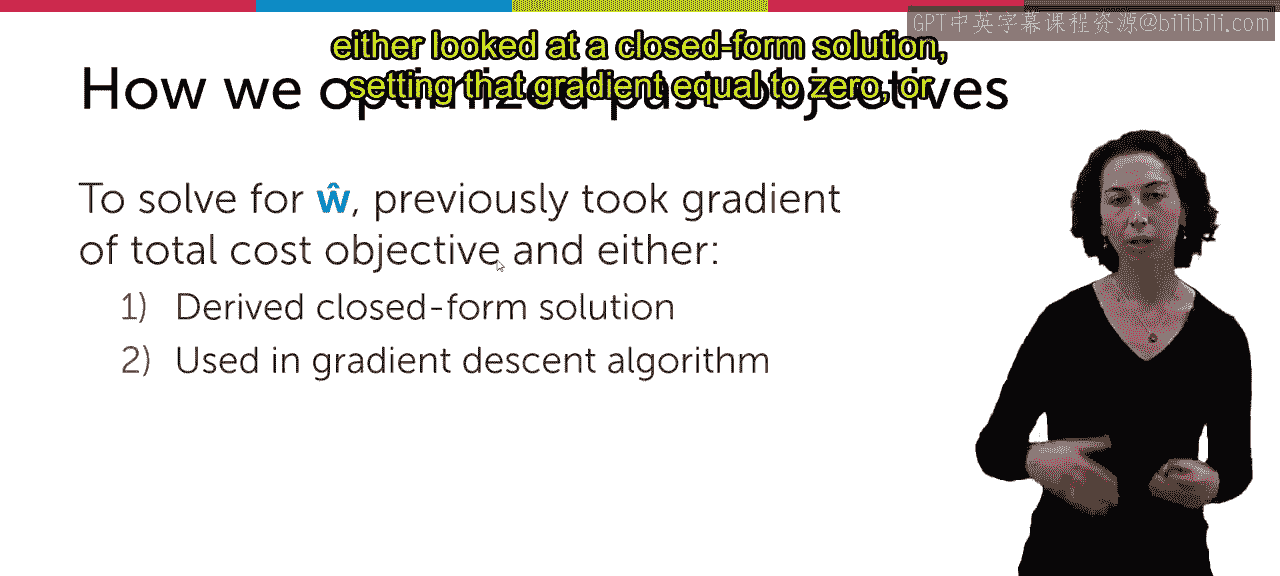 GPT中英字幕课程资源@bilibili.com
either looked at a closed-form solution,
setting that gradient equal to zero, or
How we optimized past objectives
To solve for ŵ, previously took gradient
of total cost objective and either:
1) Derived closed-form solution
2) Used in gradient descent algorithm